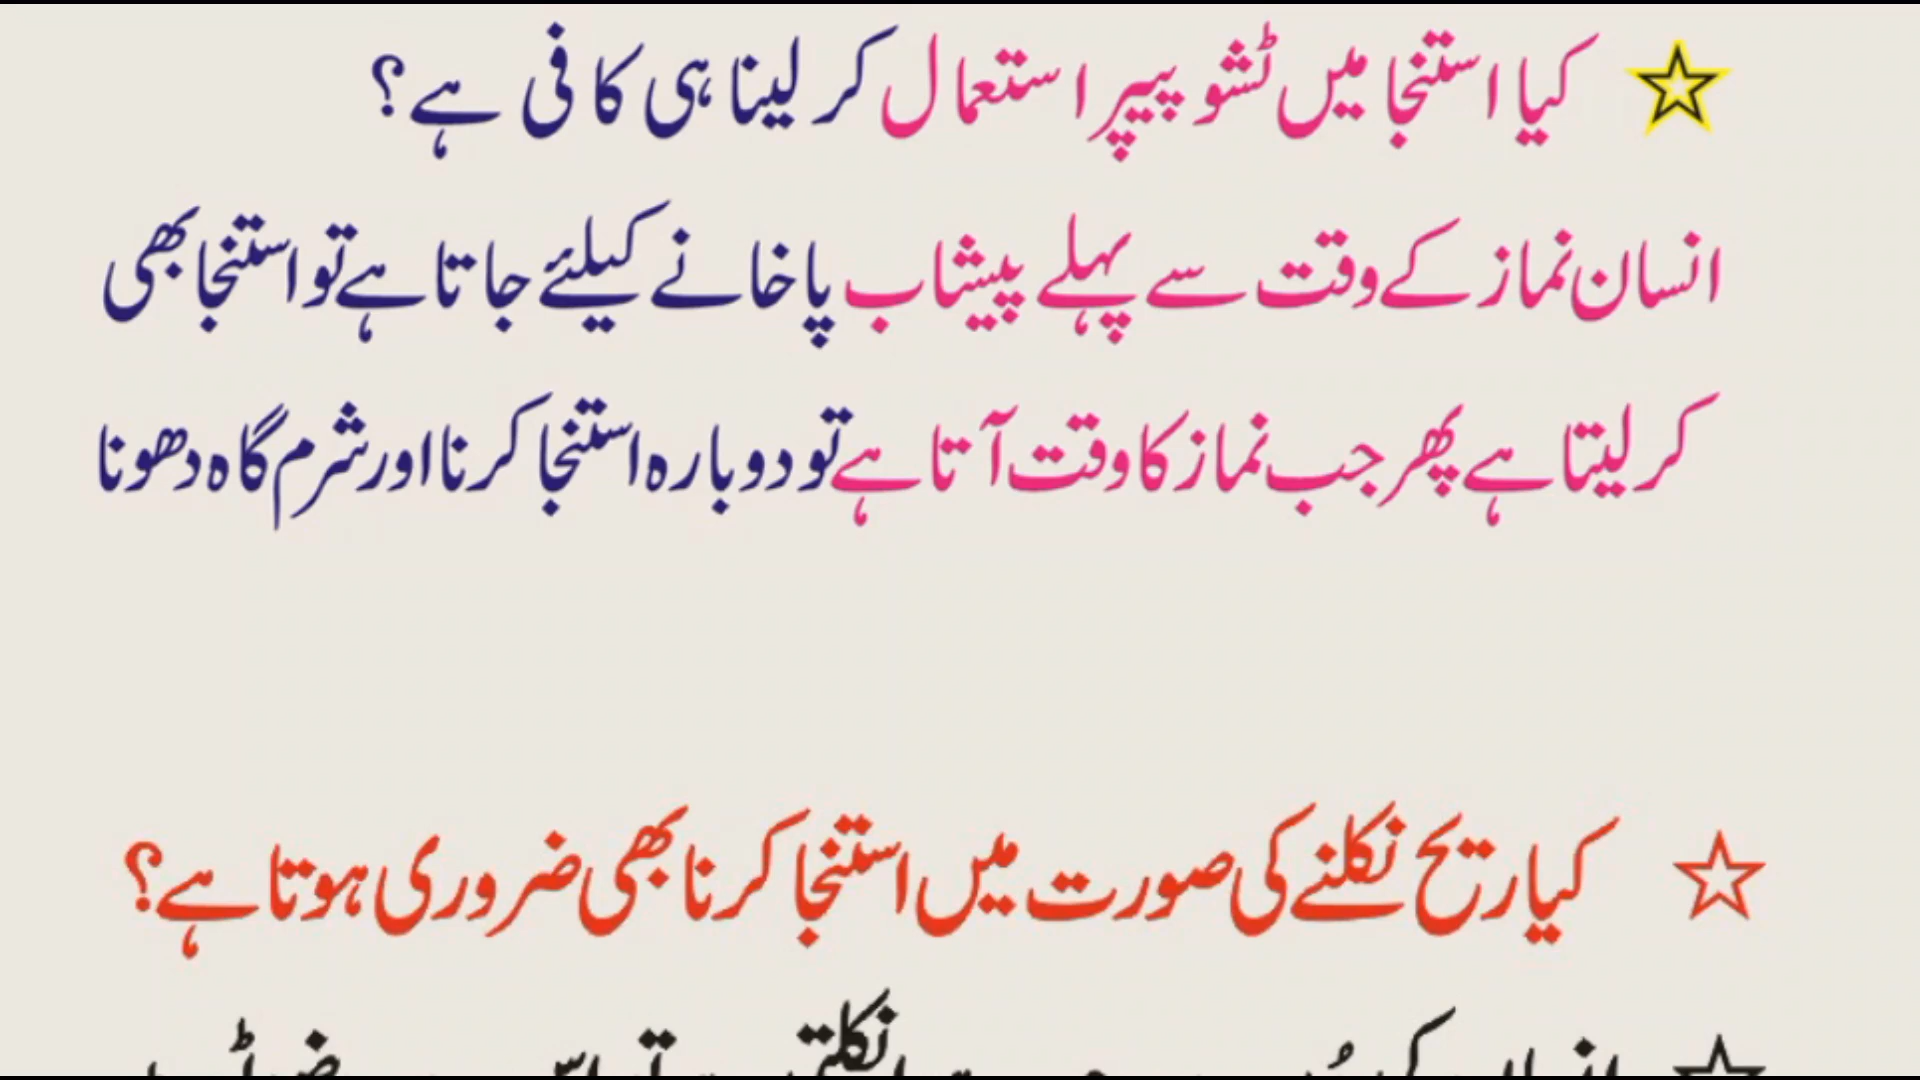 کیا استنجا میں ٹشو پیپر استعمال کر لینا ہی کافی ہے؟
انسان نماز کے وقت سے پہلے پیشاب پاخانے کیلئے جاتا ہے تو استنجا بھی
کر لیتا ہے پھر جب نماز کا وقت آتا ہے تو دوبارہ استنجا کرنا اور شرم گاہ دھونا
کیا ریح نکلنے کی صورت میں استنجا کرنا بھی ضروری ہوتا ہے؟